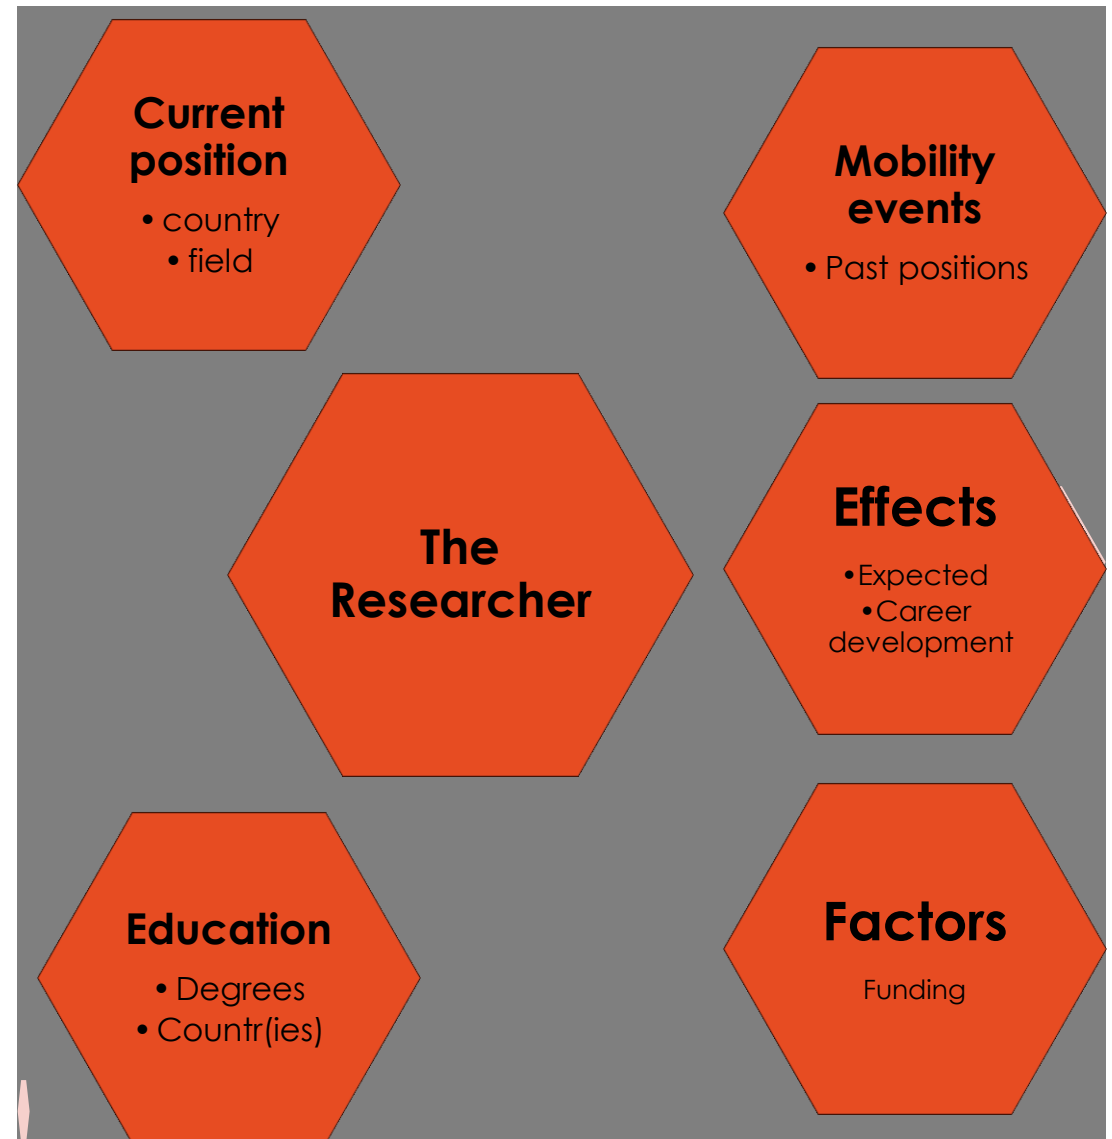 Current
position
• country
• field
Mobility
events
• Past positions
The
Researcher
Effects
•Expected
•Career
development
Education
• Degrees
• Countr(ies)
Factors
Funding